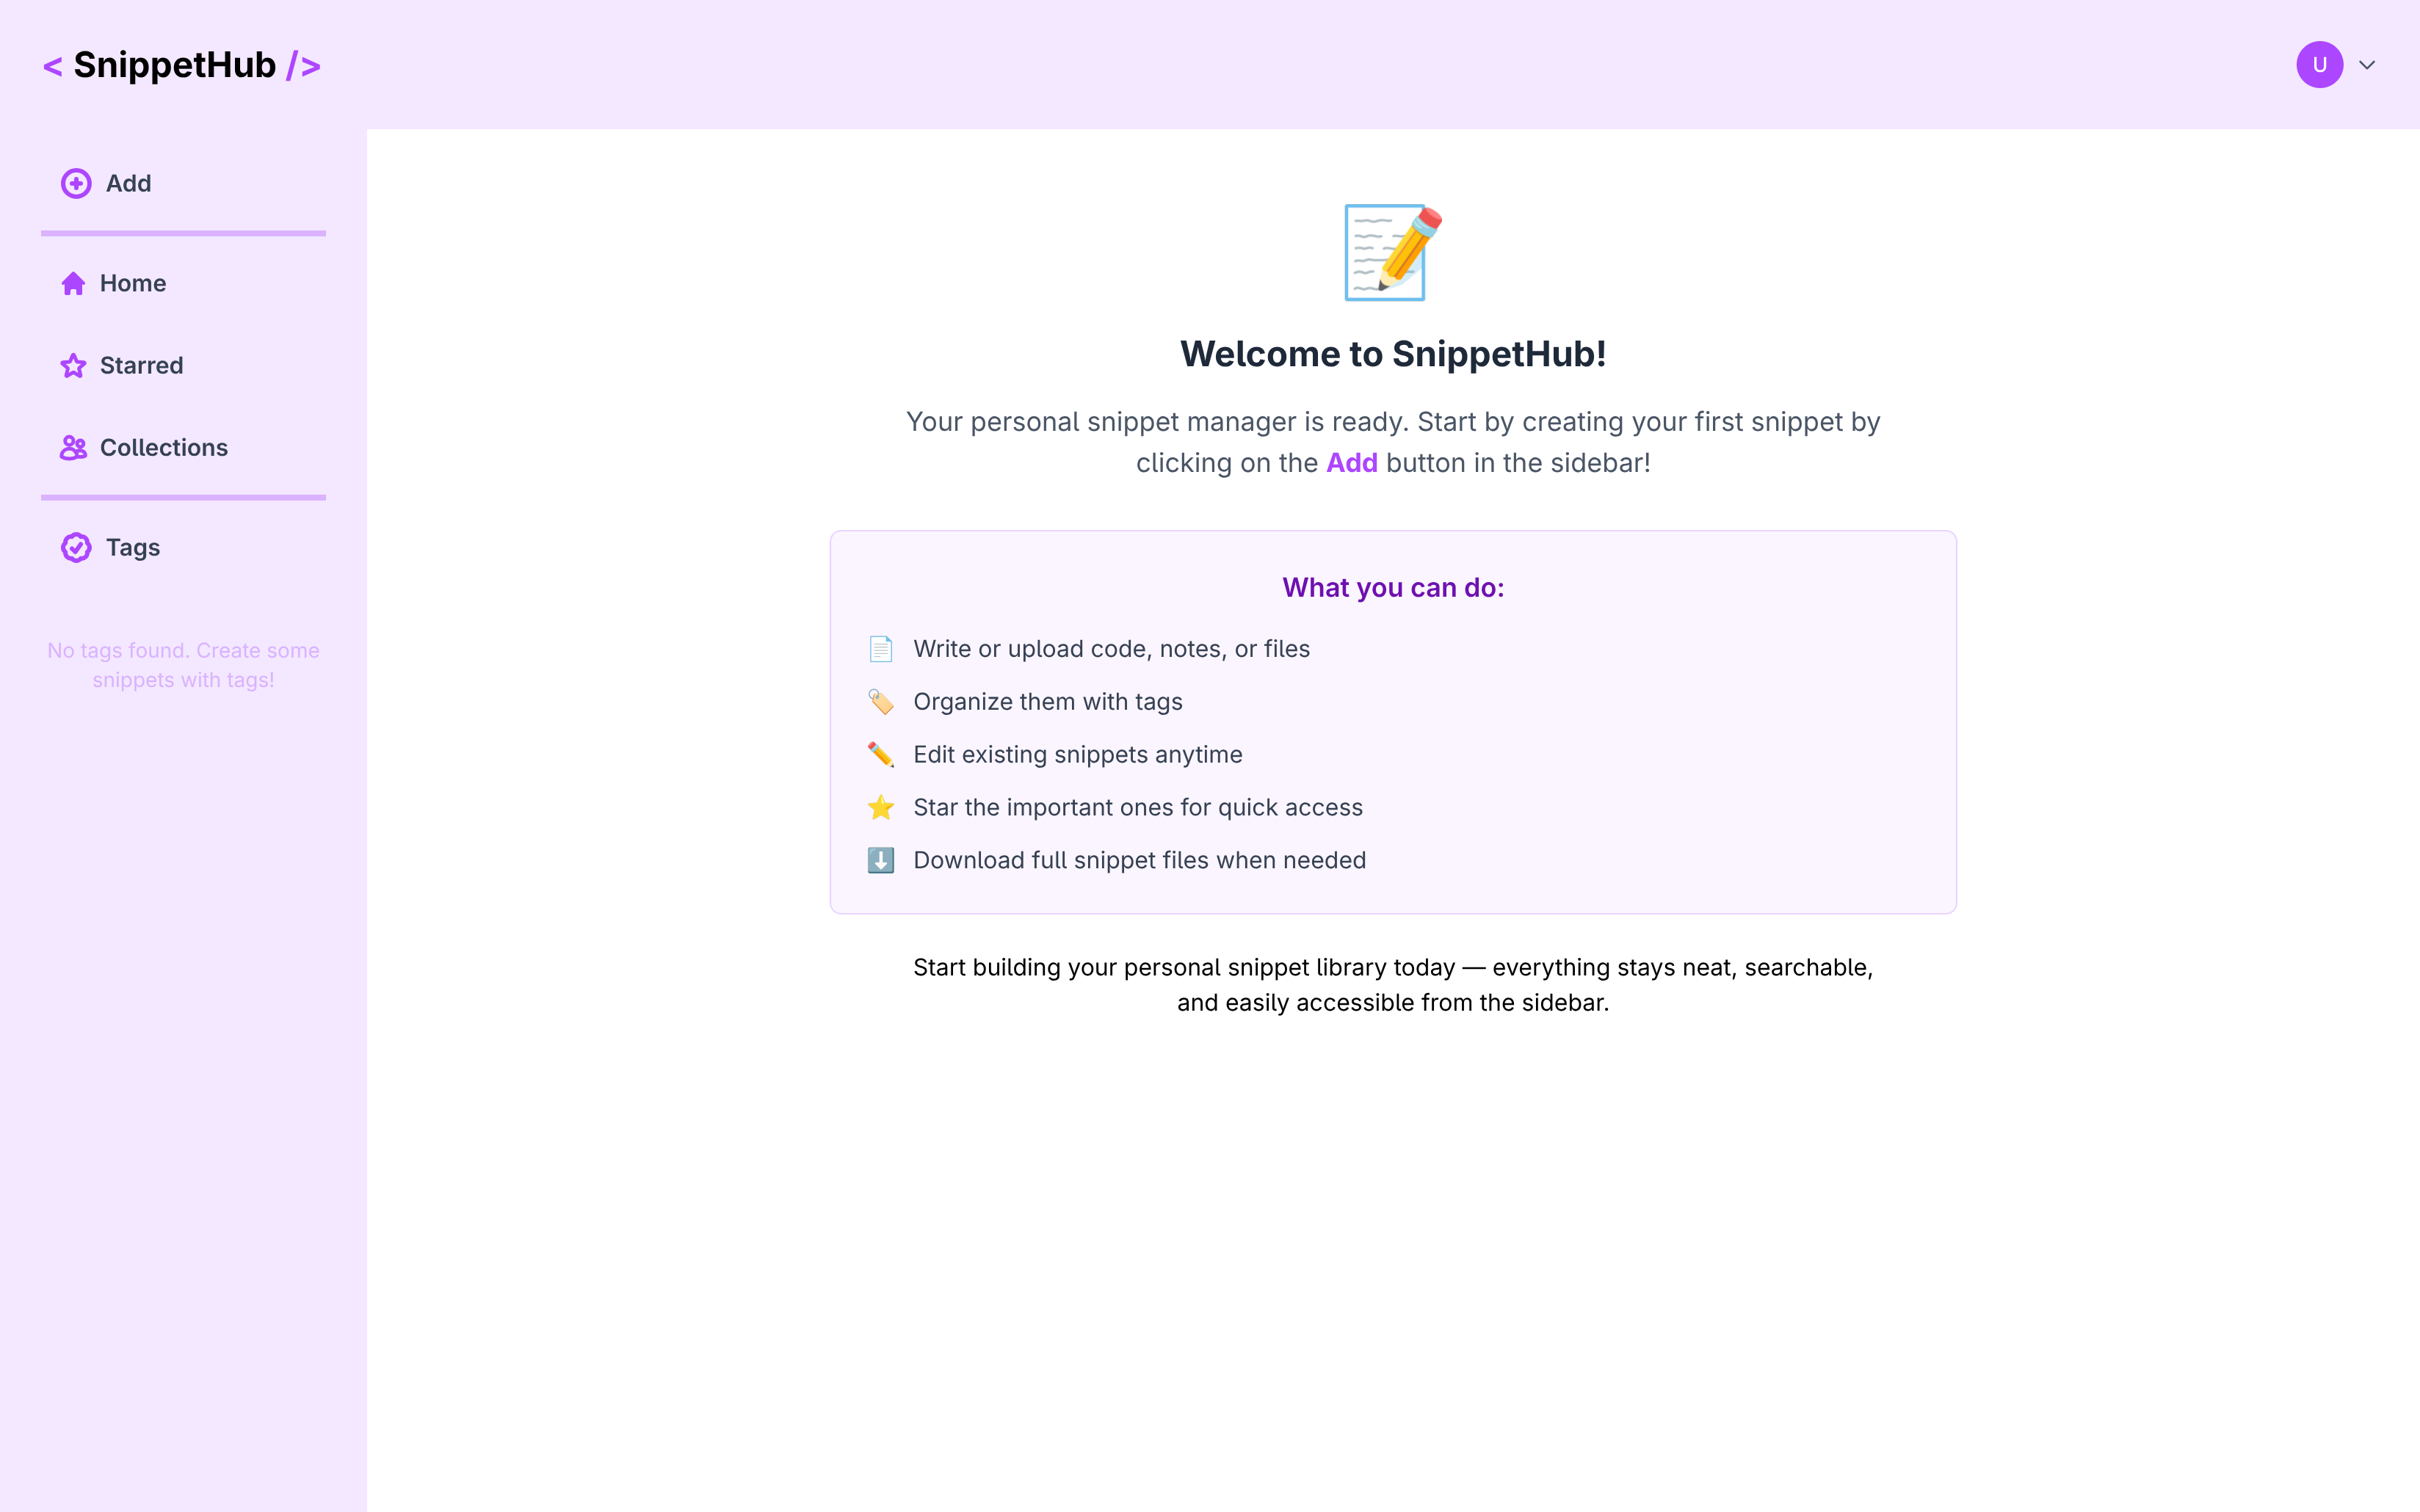 < SnippetHub />
U
Add
Home
Starred
Collections
Tags
No tags found. Create some
snippets with tags!
Welcome to SnippetHub!
Your personal snippet manager is ready. Start by creating your first snippet by
clicking on the Add button in the sidebar!
What you can do:
Write or upload code, notes, or files
Organize them with tags
Edit existing snippets anytime
Star the important ones for quick access
Download full snippet files when needed
Start building your personal snippet library today — everything stays neat, searchable,
and easily accessible from the sidebar.